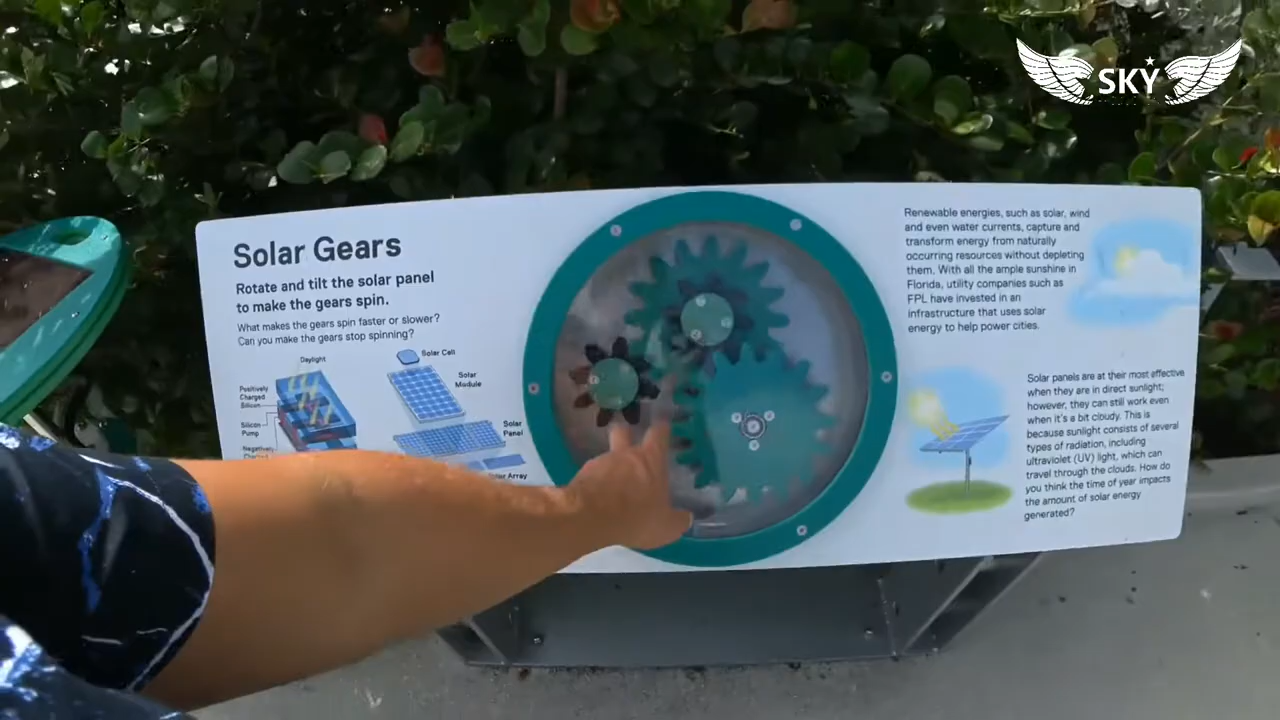 SKY
Solar Gears
Rotate and tilt the solar panel
to make the gears spin.
What makes the gears spin faster or slower?
Can you make the gears stop spinning?
Daylight
Positively
Charged
Silicon
Silicon
Pump
Solar Cell
Solar
Module
Solar
Panel
Array
Renewable energies, such as solar, wind
and even water currents, capture and
transform energy from naturally
occurring resources without depleting
them. With all the ample sunshine in
Florida, utility companies such as
FPL have invested in an
infrastructure that uses solar
energy to help power cities.
Solar panels are at their most effective
when they are in direct sunlight;
however, they can still work even
when it's a bit cloudy. This is
because sunlight consists of several
types of radiation, including
ultraviolet (UV) light, which can
travel through the clouds. How do
you think the time of year impacts
the amount of solar energy
generated?